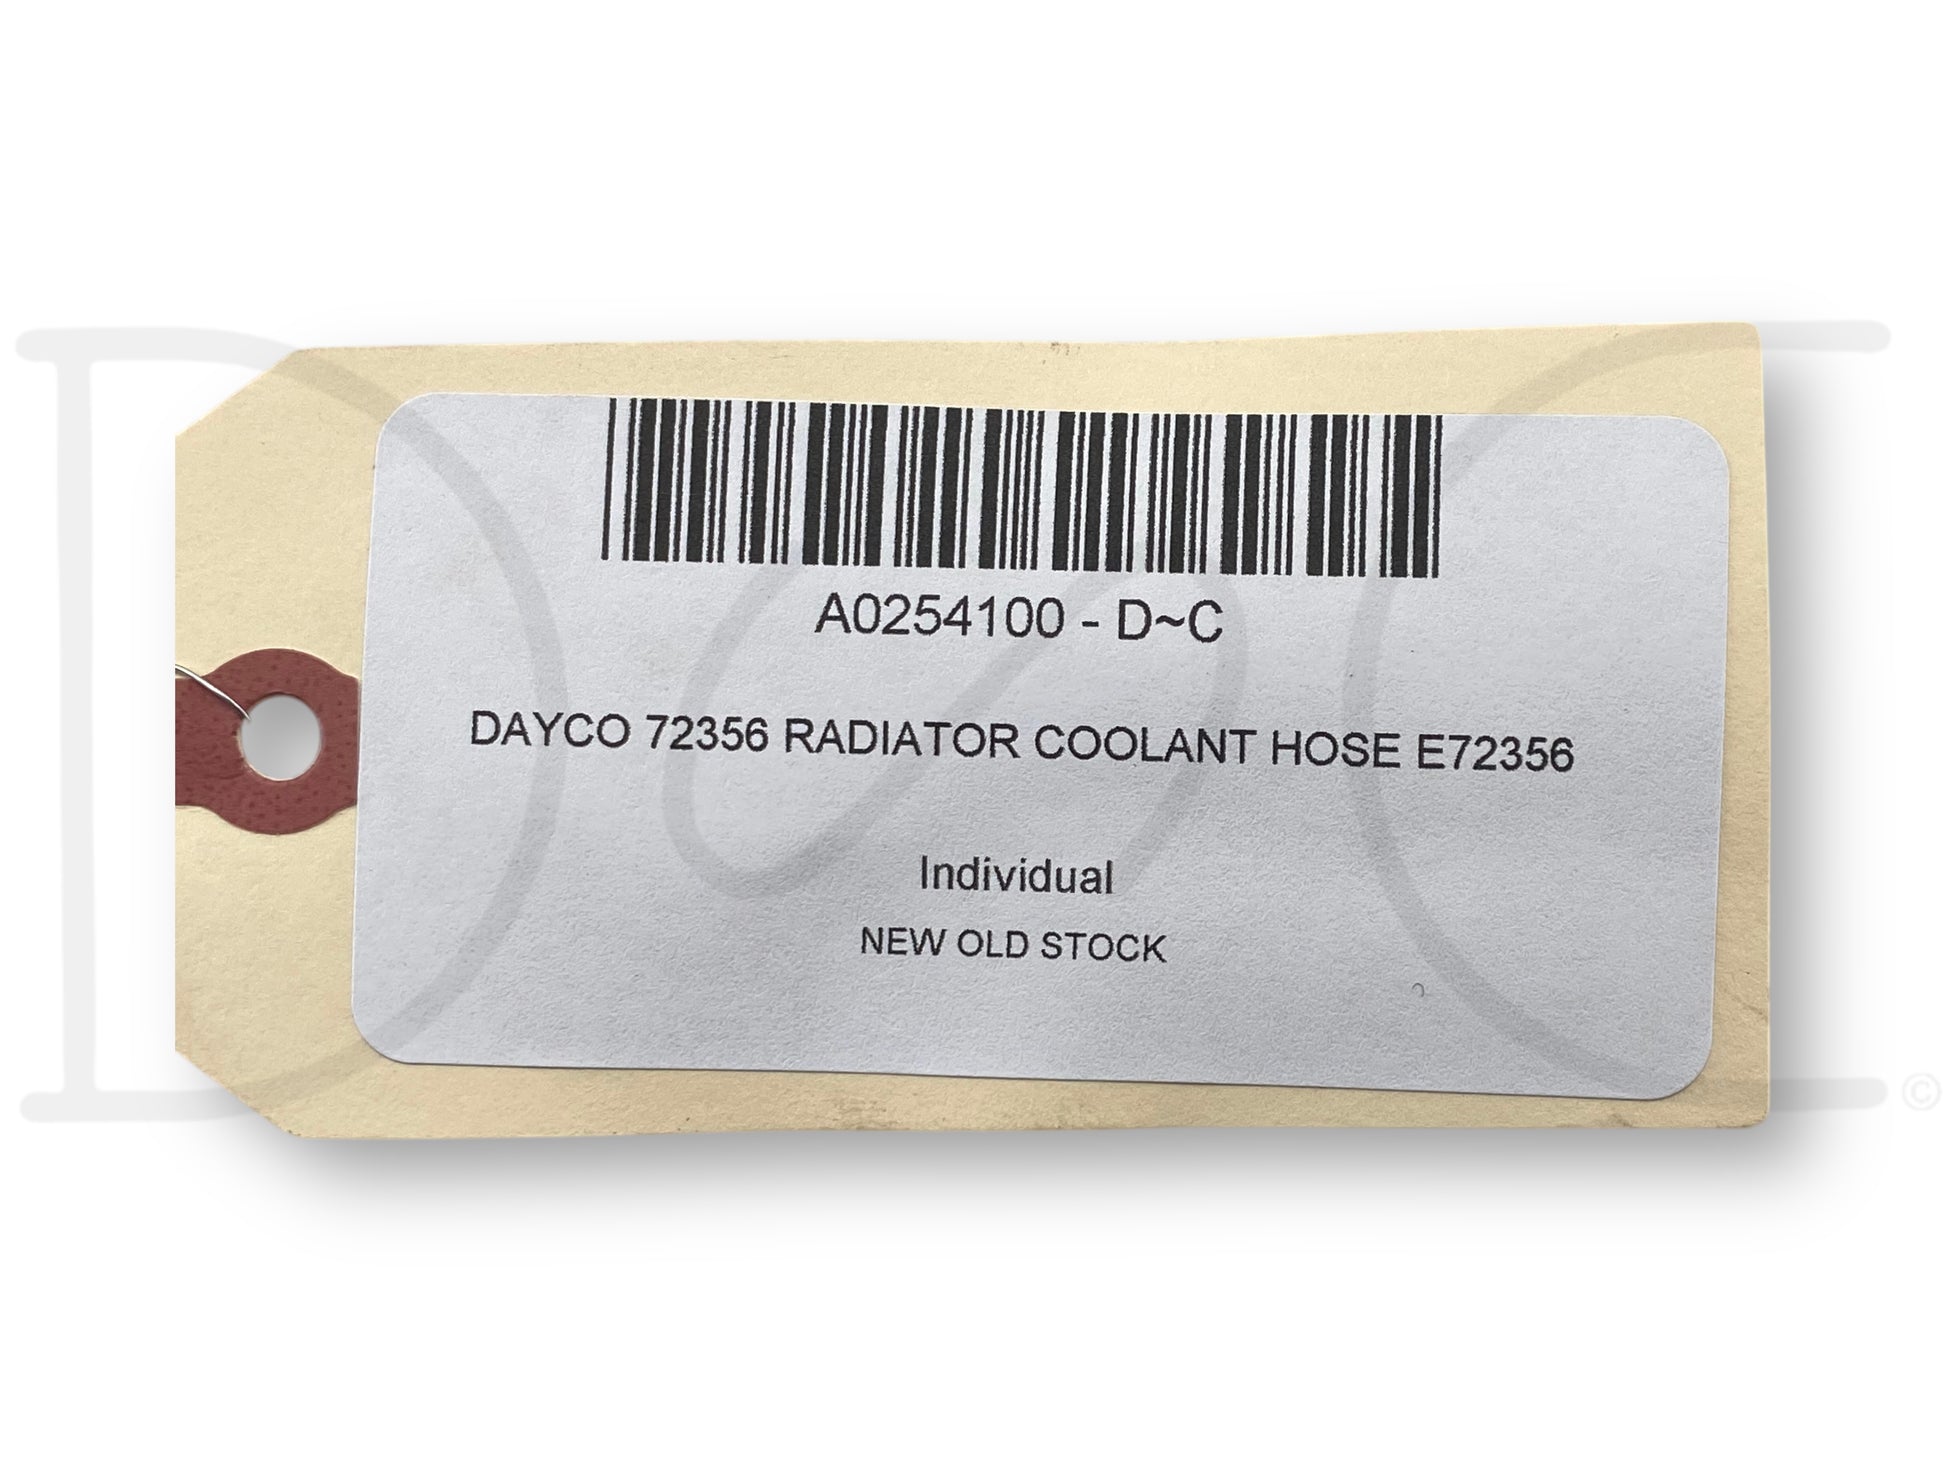 A0254100 - D~C
DAYCO 72356 RADIATOR COOLANT HOSE E72356
Individual
NEW OLD STOCK
©